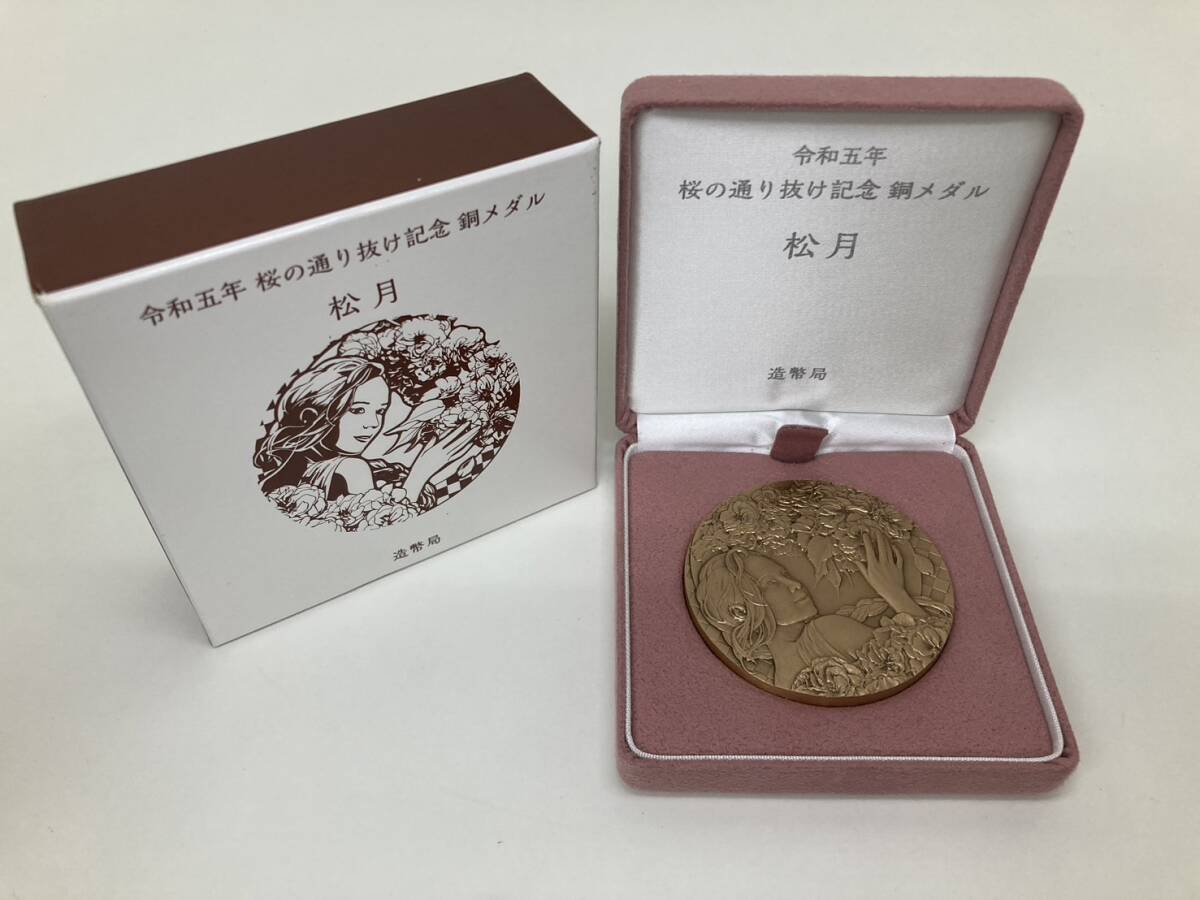 令和五年 桜の通り抜け記念 銅メダル
松月
造幣局
令和五年
桜の通り抜け記念 銅メダル
松月
造幣局